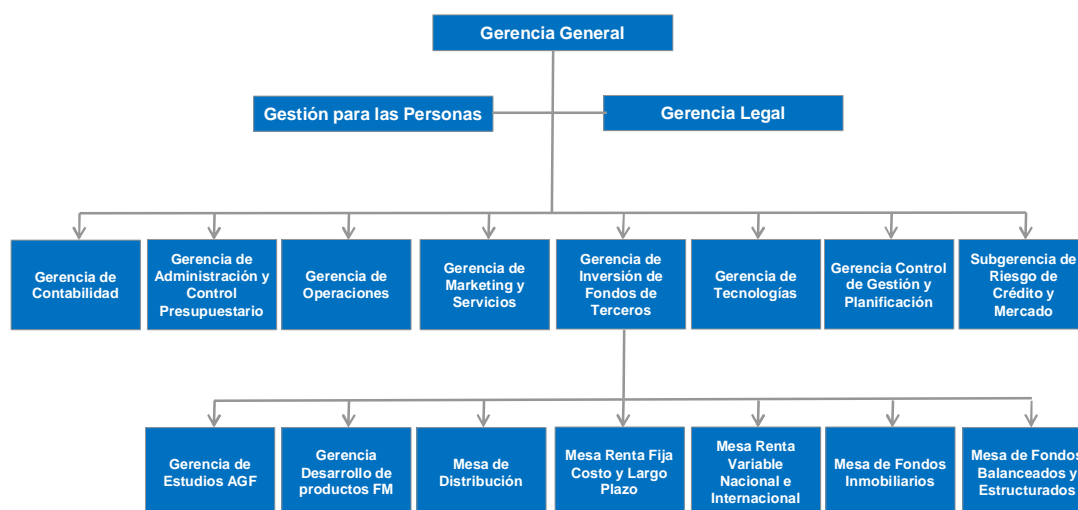 Gerencia General
Gestión para las Personas
Gerencia Legal
Gerencia de
Contabilidad
Gerencia de
Administración y
Control
Presupuestario
Gerencia de
Operaciones
Gerencia de
Marketing y
Servicios
Gerencia de
Inversión de
Fondos de
Terceros
Gerencia de
Tecnologías
Gerencia Control
de Gestión y
Planificación
Subgerencia de
Riesgo de
Crédito y
Mercado
Gerencia de
Estudios AGF
Gerencia
Desarrollo de
productos FM
Mesa de
Distribución
Mesa Renta Fija
Costo y Largo
Plazo
Mesa Renta
Variable
Nacional e
Internacional
Mesa de Fondos
Inmobiliarios
Mesa de Fondos
Balanceados y
Estructurados